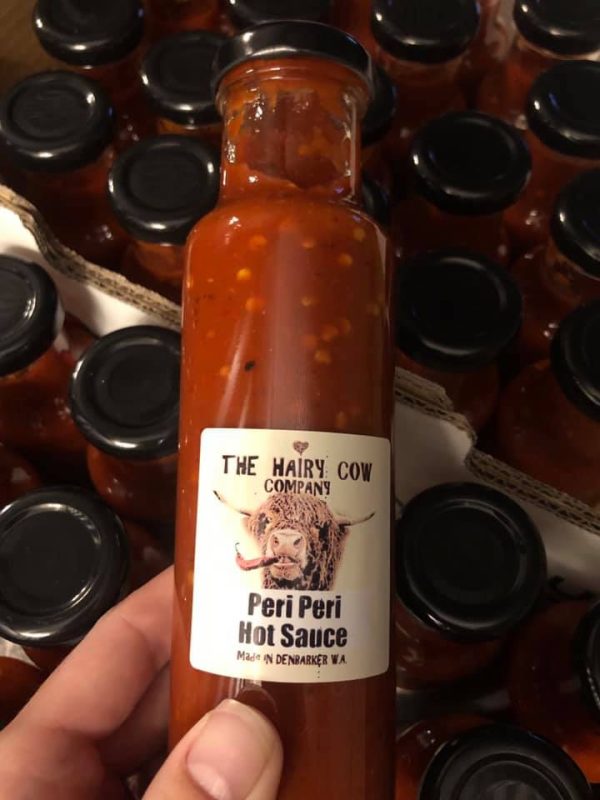 THE HAIRY COW
COMPANY
Peri Peri
Hot Sauce
Made IN DENBARKER W.A.